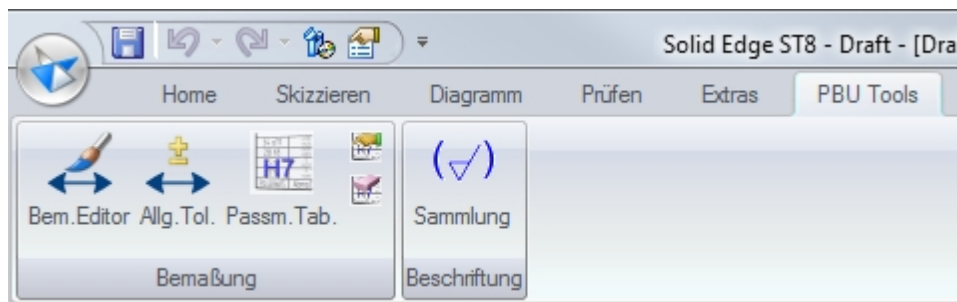 Solid Edge ST8 - Draft - [Dra
Home Skizzieren Diagramm Prüfen Extras PBU Tools
H7
Bem.Editor Allg.Tol. Passm.Tab.
Bemaßung
Sammlung
Beschriftung